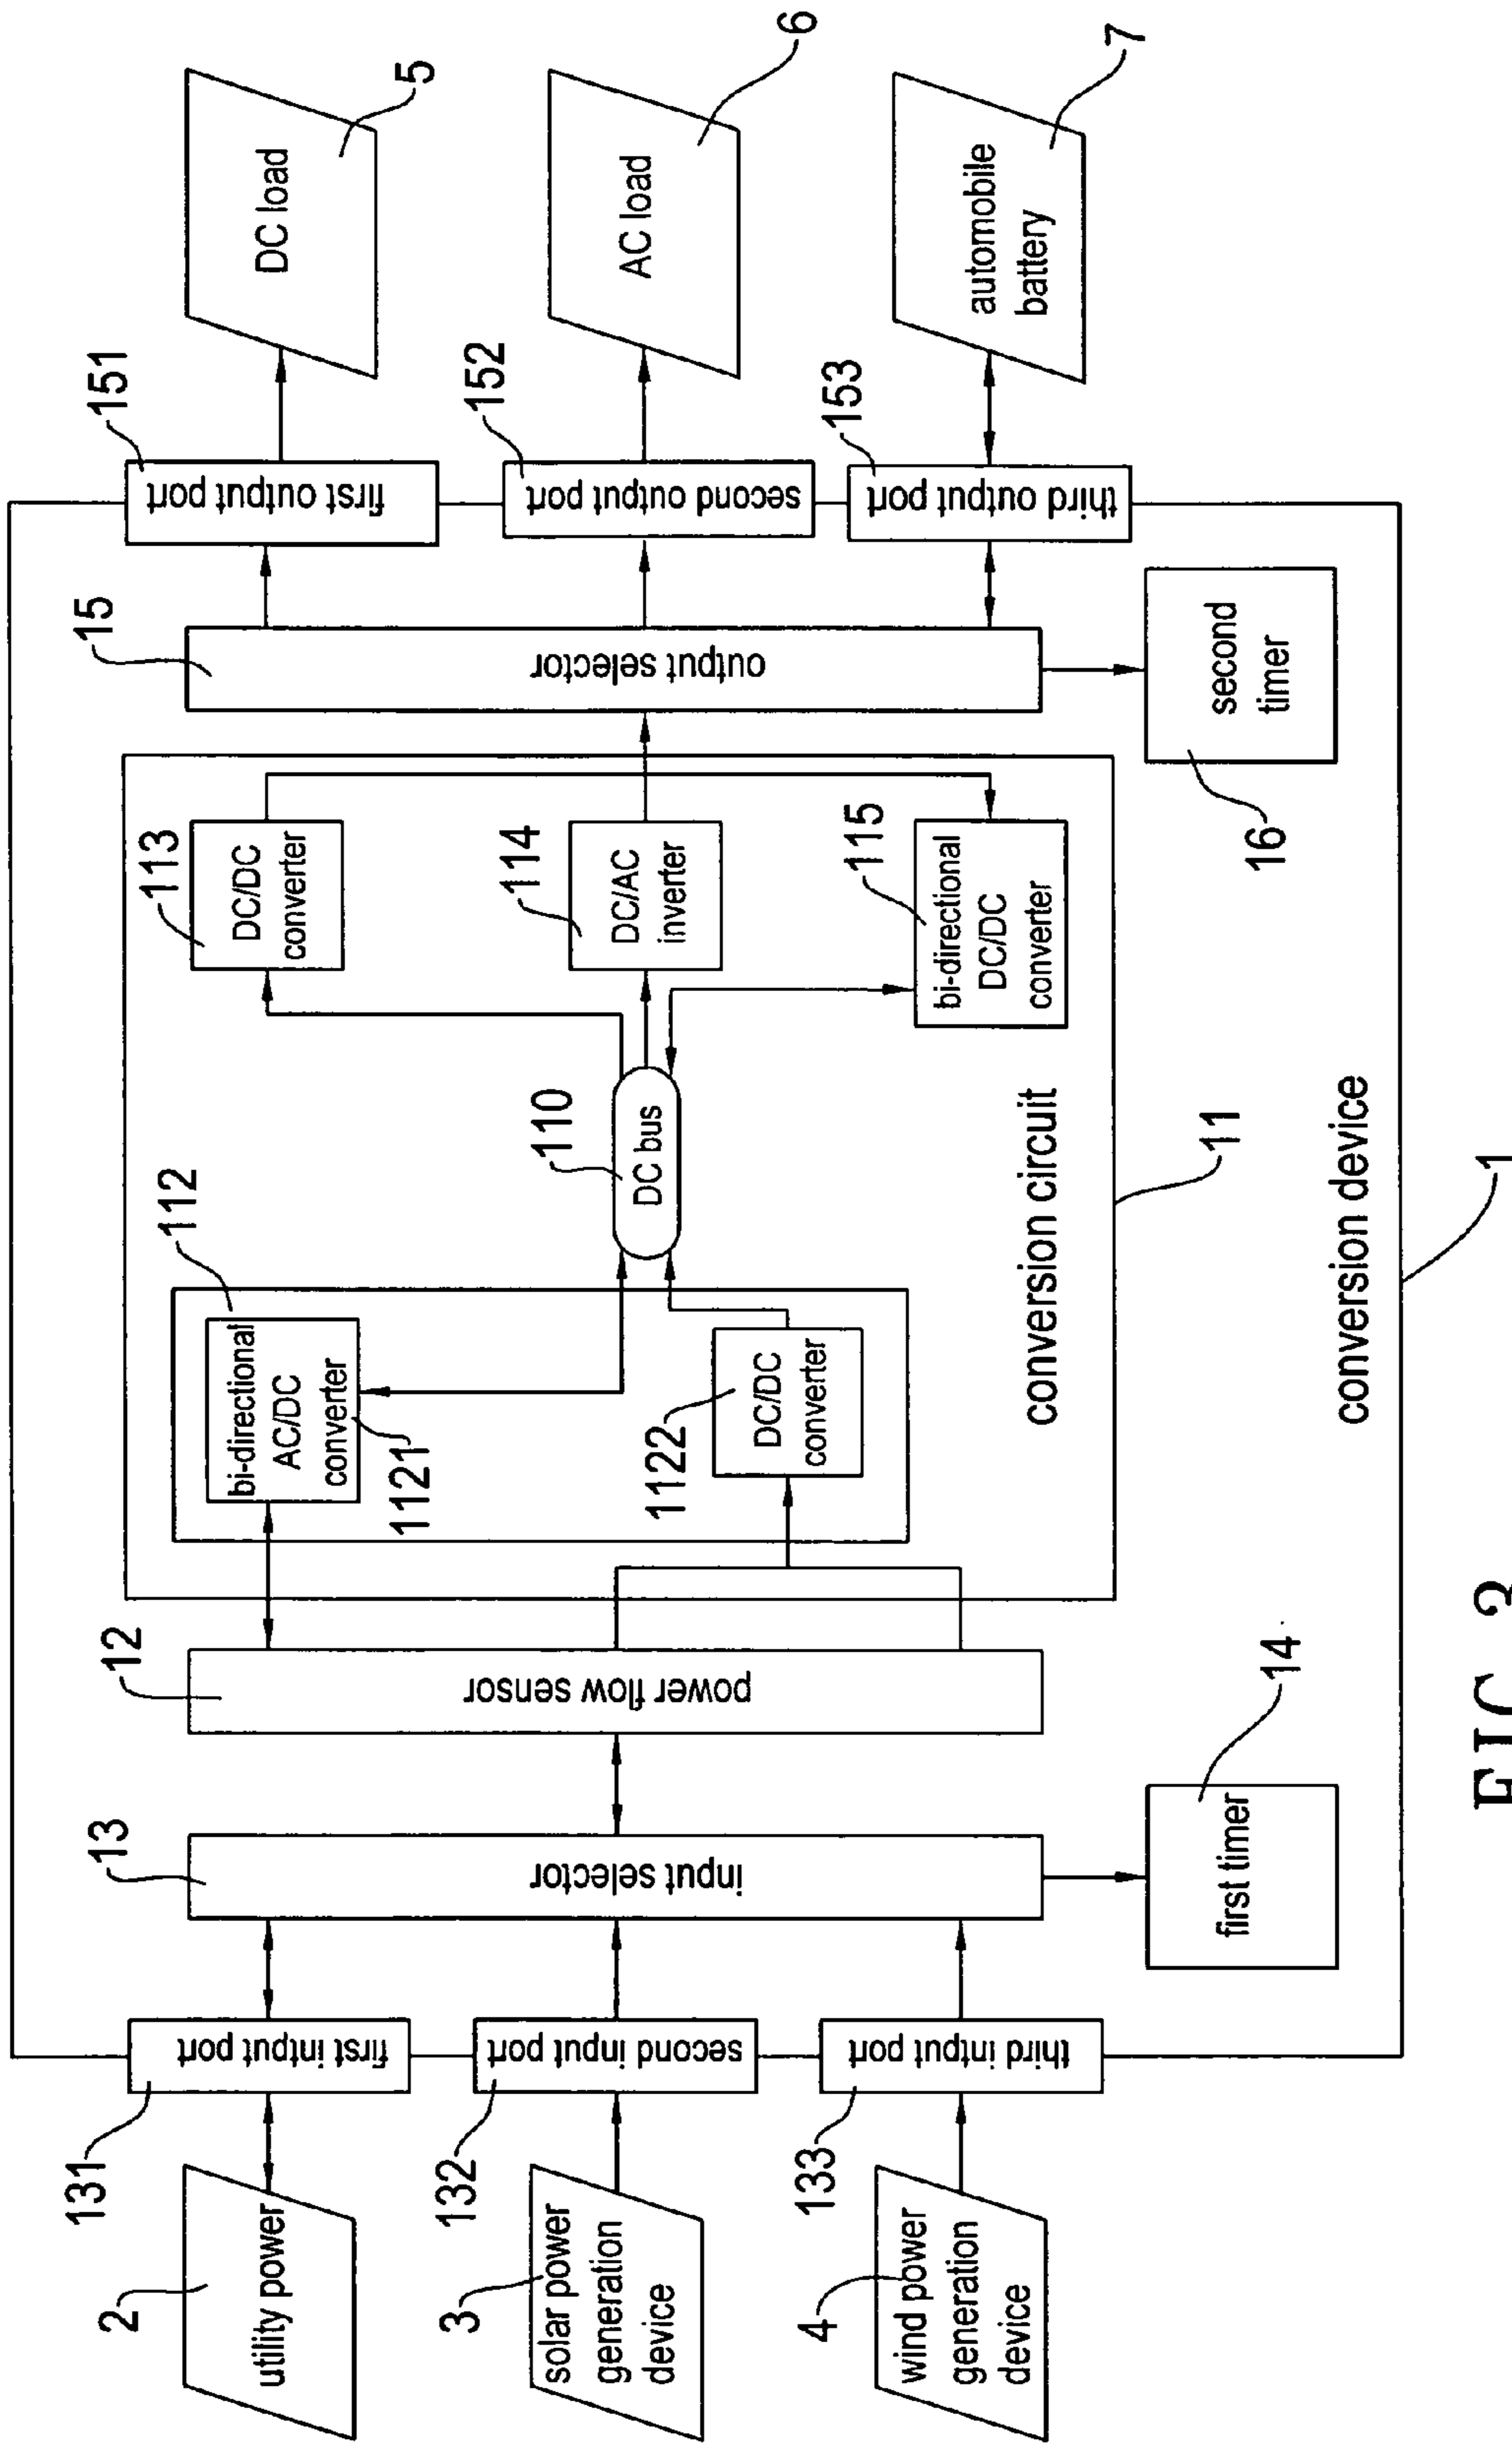 131
first intput port
2
utility power
132
second input port
3
solar power
generation
device
133
third intput port
4
wind power
generation
device
13
input selector
14
first timer
12
power flow sensor
112
bi-directional
AC/DC
converter
1121
1122
DC/DC
converter
110
DC bus
113
DC/DC
converter
114
DC/AC
inverter
115
bi-directional
DC/DC
converter
conversion circuit
11
conversion device
1
15
output selector
16
second
timer
151
first output port
152
second output port
153
third output port
5
DC load
6
AC load
7
automobile
battery